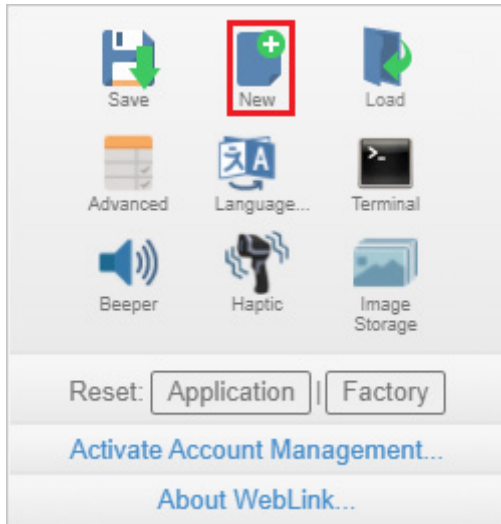 Save New Load
Advanced Language... Terminal
Beeper Haptic Image
Storage
Reset: Application | Factory
Activate Account Management...
About WebLink...